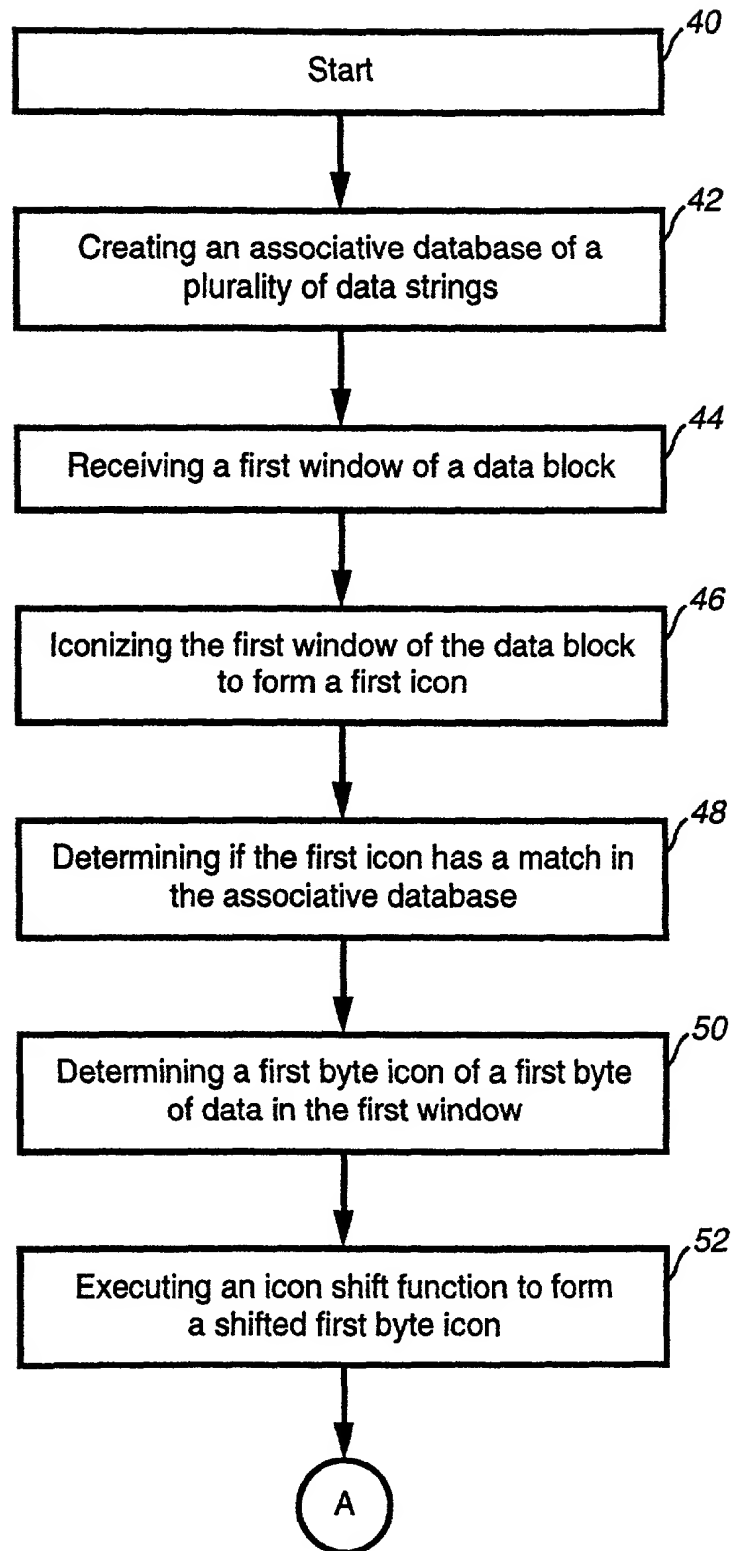 40
Start
42
Creating an associative database of a
plurality of data strings
44
Receiving a first window of a data block
46
Iconizing the first window of the data block
to form a first icon
48
Determining if the first icon has a match in
the associative database
50
Determining a first byte icon of a first byte
of data in the first window
52
Executing an icon shift function to form
a shifted first byte icon
A